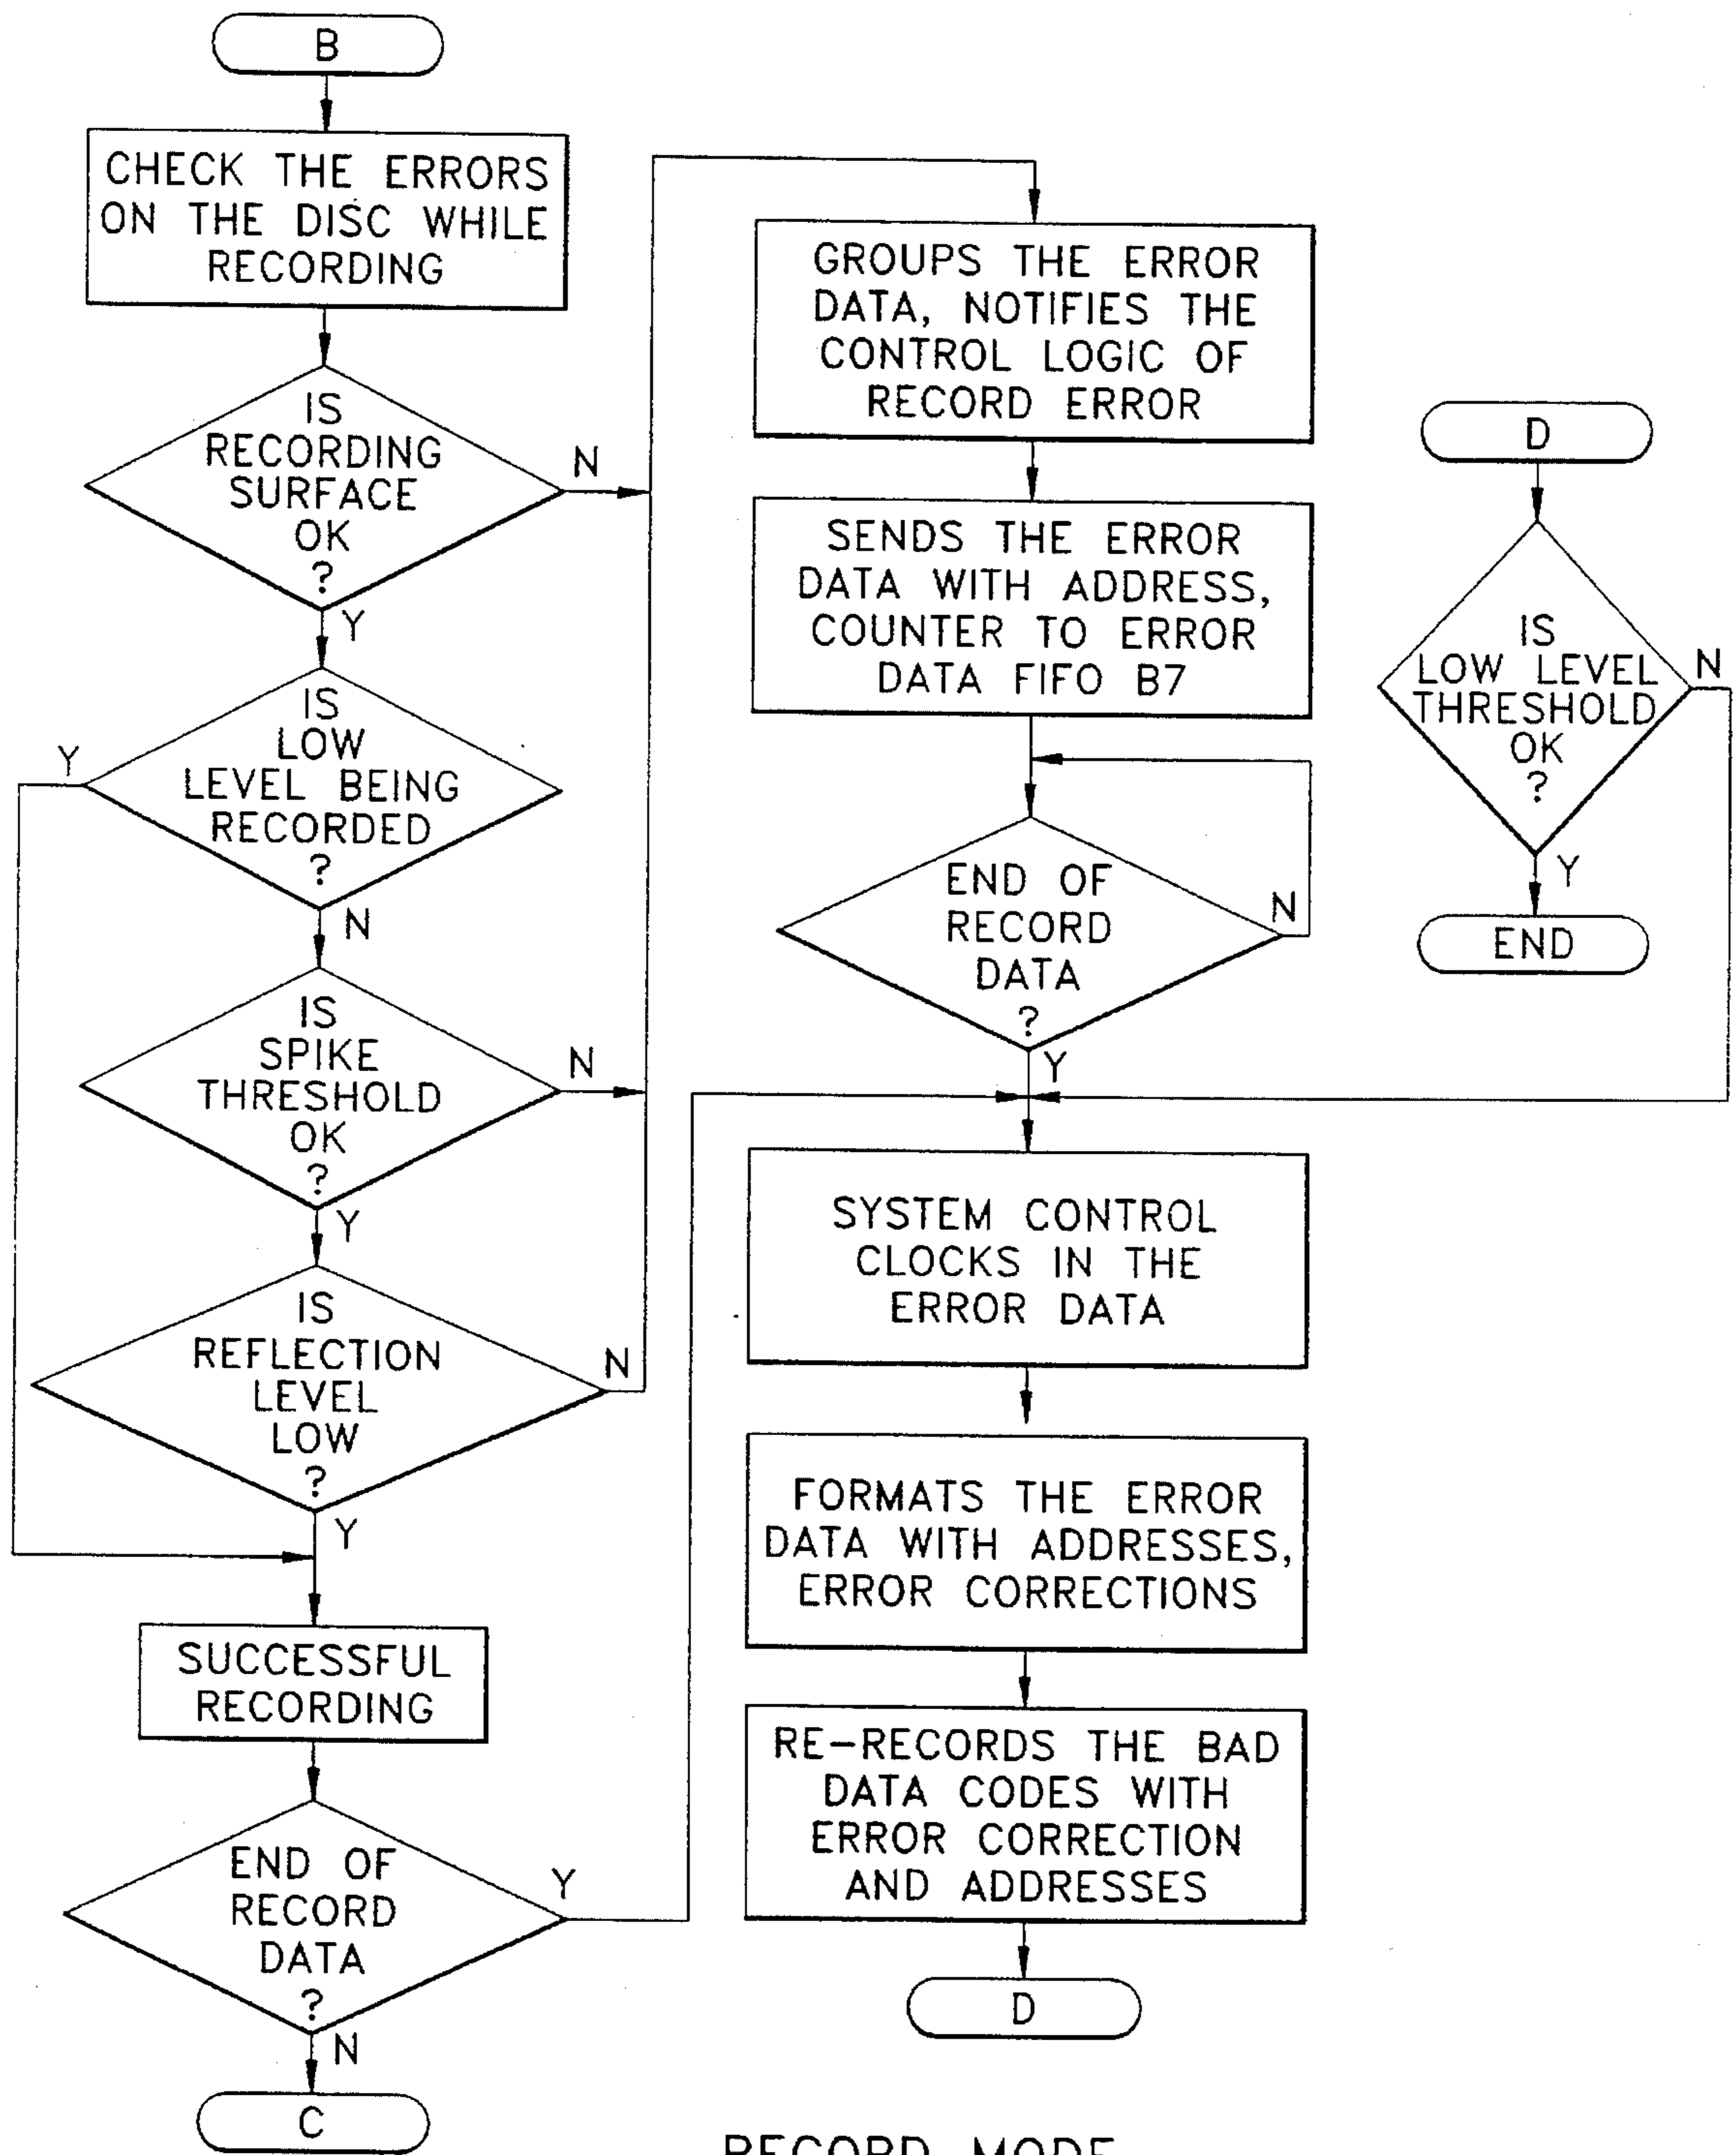 B
CHECK THE ERRORS
ON THE DISC WHILE
RECORDING
IS
RECORDING
SURFACE
OK
?
N
Y
IS
LOW
LEVEL BEING
RECORDED
?
Y
N
IS
SPIKE
THRESHOLD
OK
?
N
Y
IS
REFLECTION
LEVEL
LOW
?
N
Y
SUCCESSFUL
RECORDING
END OF
RECORD
DATA
?
Y
N
C
GROUPS THE ERROR
DATA, NOTIFIES THE
CONTROL LOGIC OF
RECORD ERROR
SENDS THE ERROR
DATA WITH ADDRESS,
COUNTER TO ERROR
DATA FIFO B7
END OF
RECORD
DATA
?
N
Y
SYSTEM CONTROL
CLOCKS IN THE
ERROR DATA
FORMATS THE ERROR
DATA WITH ADDRESSES,
ERROR CORRECTIONS
RE-RECORDS THE BAD
DATA CODES WITH
ERROR CORRECTION
AND ADDRESSES
D
D
IS
LOW LEVEL
THRESHOLD
OK
?
N
Y
END
RECORD MODE